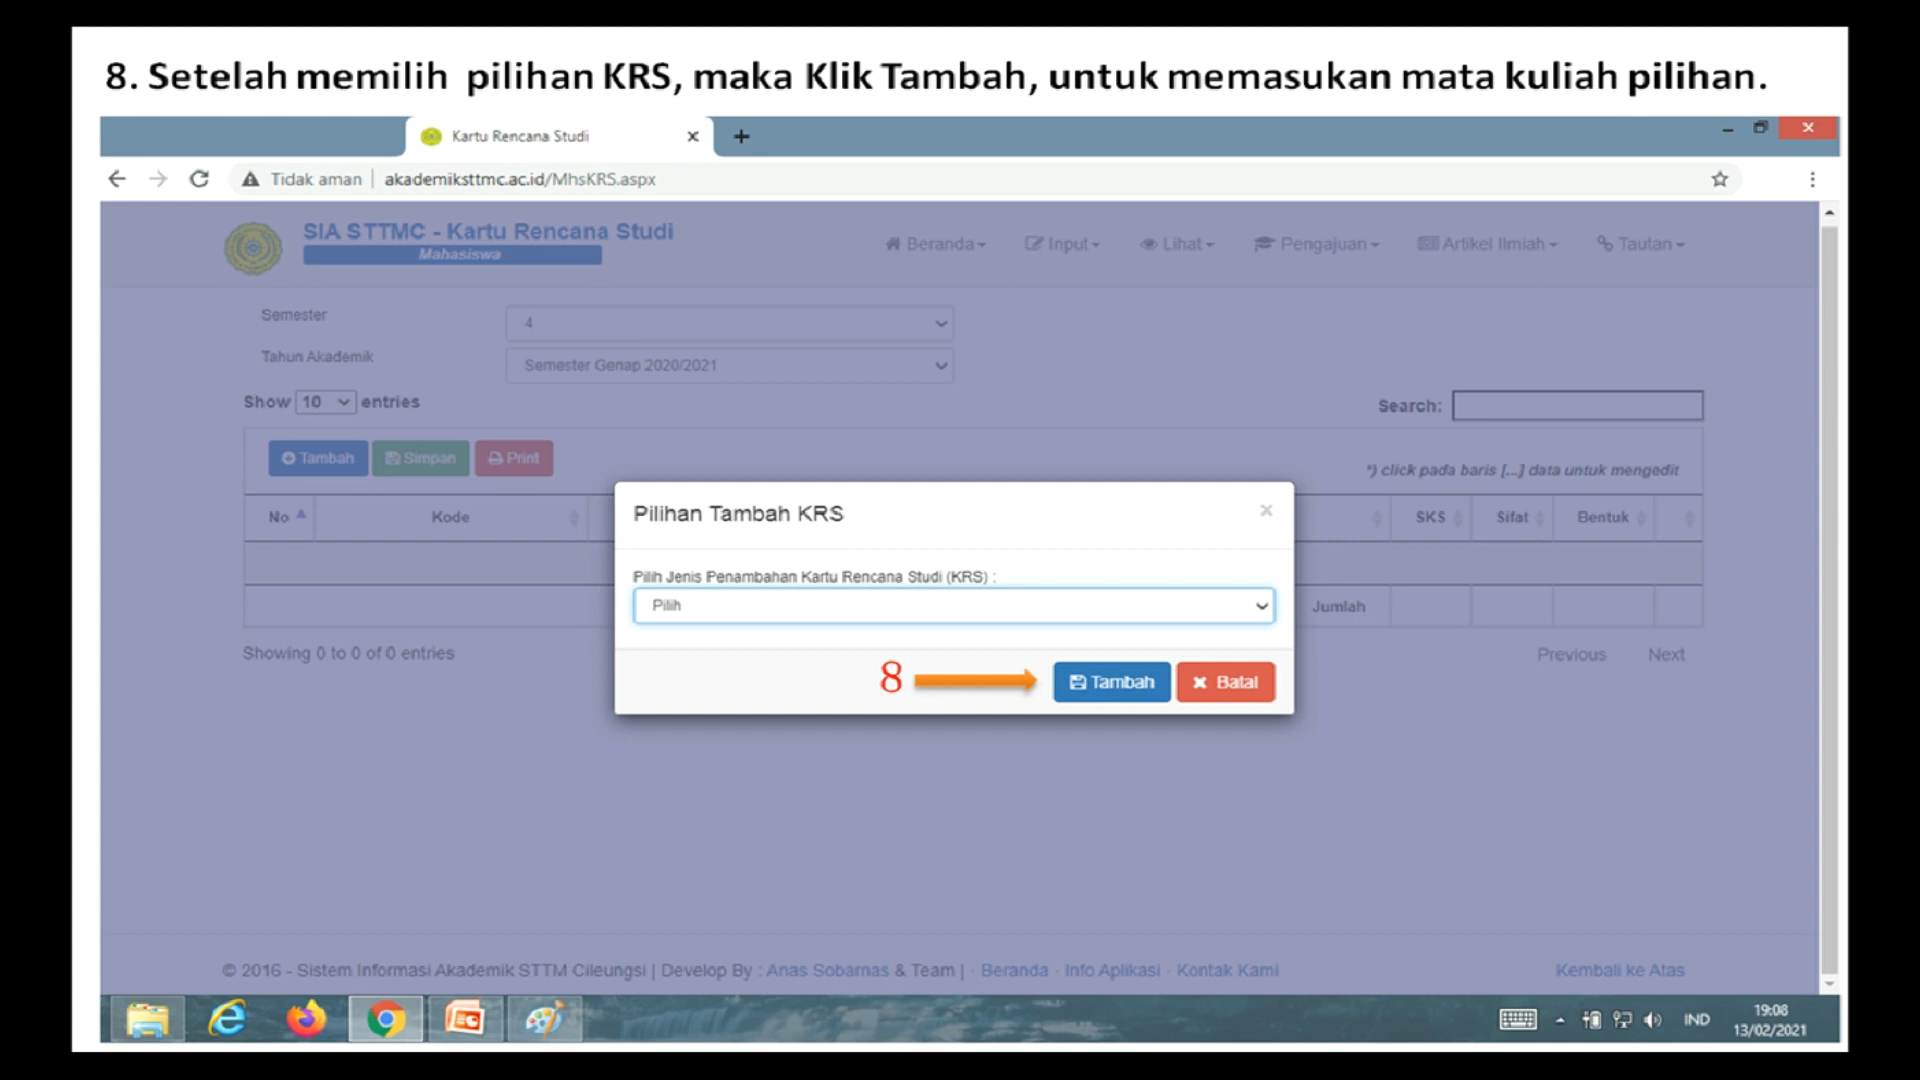 8. Setelah memilih pilihan KRS, maka Klik Tambah, untuk memasukan mata kuliah pilihan.
Kartu Rencana Studi
Tidak aman | akademiksttmc.ac.id/MhsKRS.aspx
SIA STTMC - Kartu Rencana Studi
Mahasiswa
Beranda Input Lihat Pengajuan Artikel Ilmiah Tautan
Semester 4
Tahun Akademik Semester Genap 2020/2021
Show 10 entries Search:
Tambah Simpan Print
*) click pada baris [...] data untuk mengedit
No Kode SKS Sifat Bentuk
Jumlah
Showing 0 to 0 of 0 entries Previous Next
Pilihan Tambah KRS ×
Pilih Jenis Penambahan Kartu Rencana Studi (KRS) :
Pilih
8 Tambah Batal
© 2016 - Sistem Informasi Akademik STTM Cileungsi | Develop By : Anas Sobarnas & Team | - Beranda - Info Aplikasi - Kontak Kami Kembali ke Atas
IND 19:08
13/02/2021